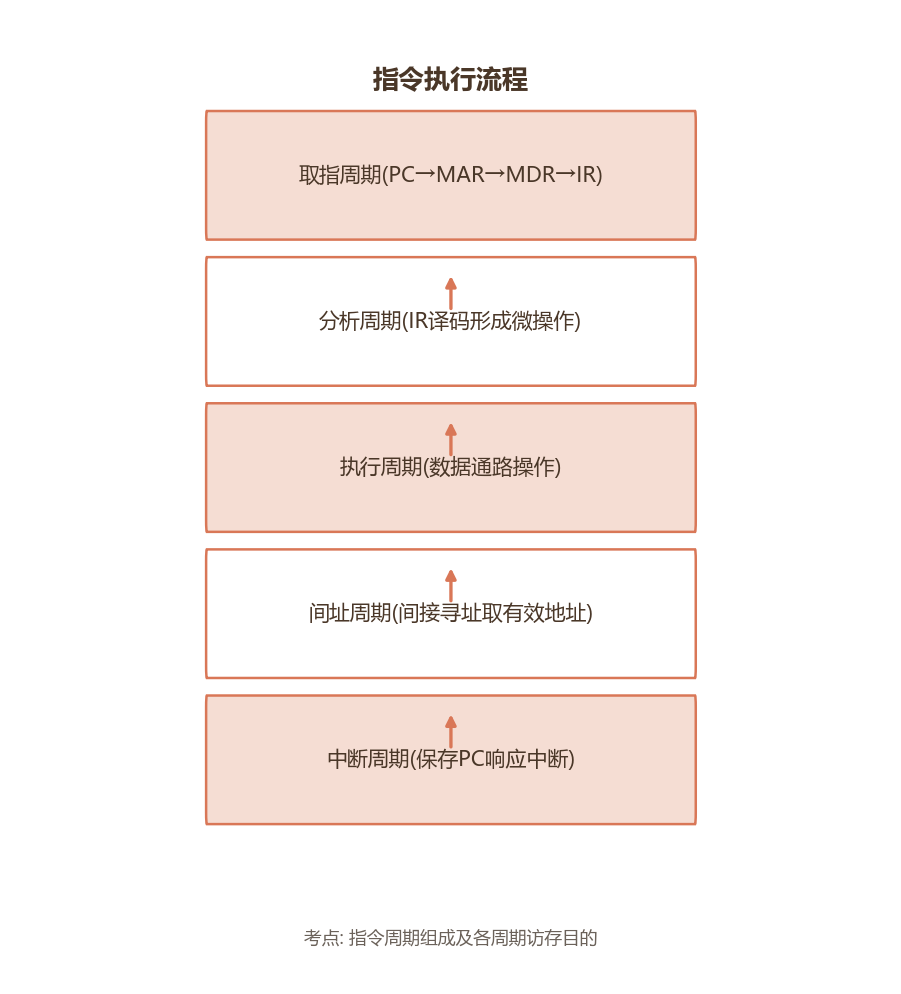 指令执行流程
取指周期(PC→MAR→MDR→IR)
分析周期(IR译码形成微操作)
执行周期(数据通路操作)
间址周期(间接寻址取有效地址)
中断周期(保存PC响应中断)
考点: 指令周期组成及各周期访存目的